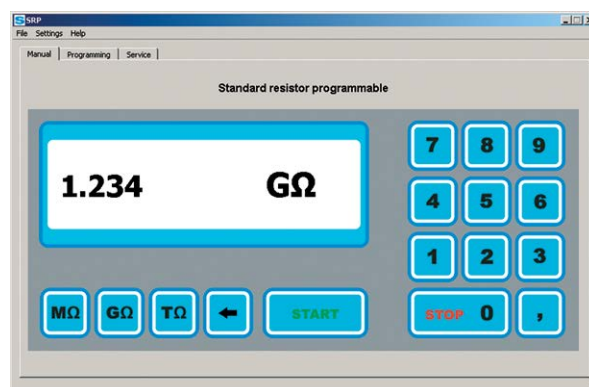 SRP
File Settings Help
Manual Programming Service
Standard resistor programmable
1.234 GΩ
7 8 9
4 5 6
1 2 3
MΩ GΩ TΩ START STOP 0 ,